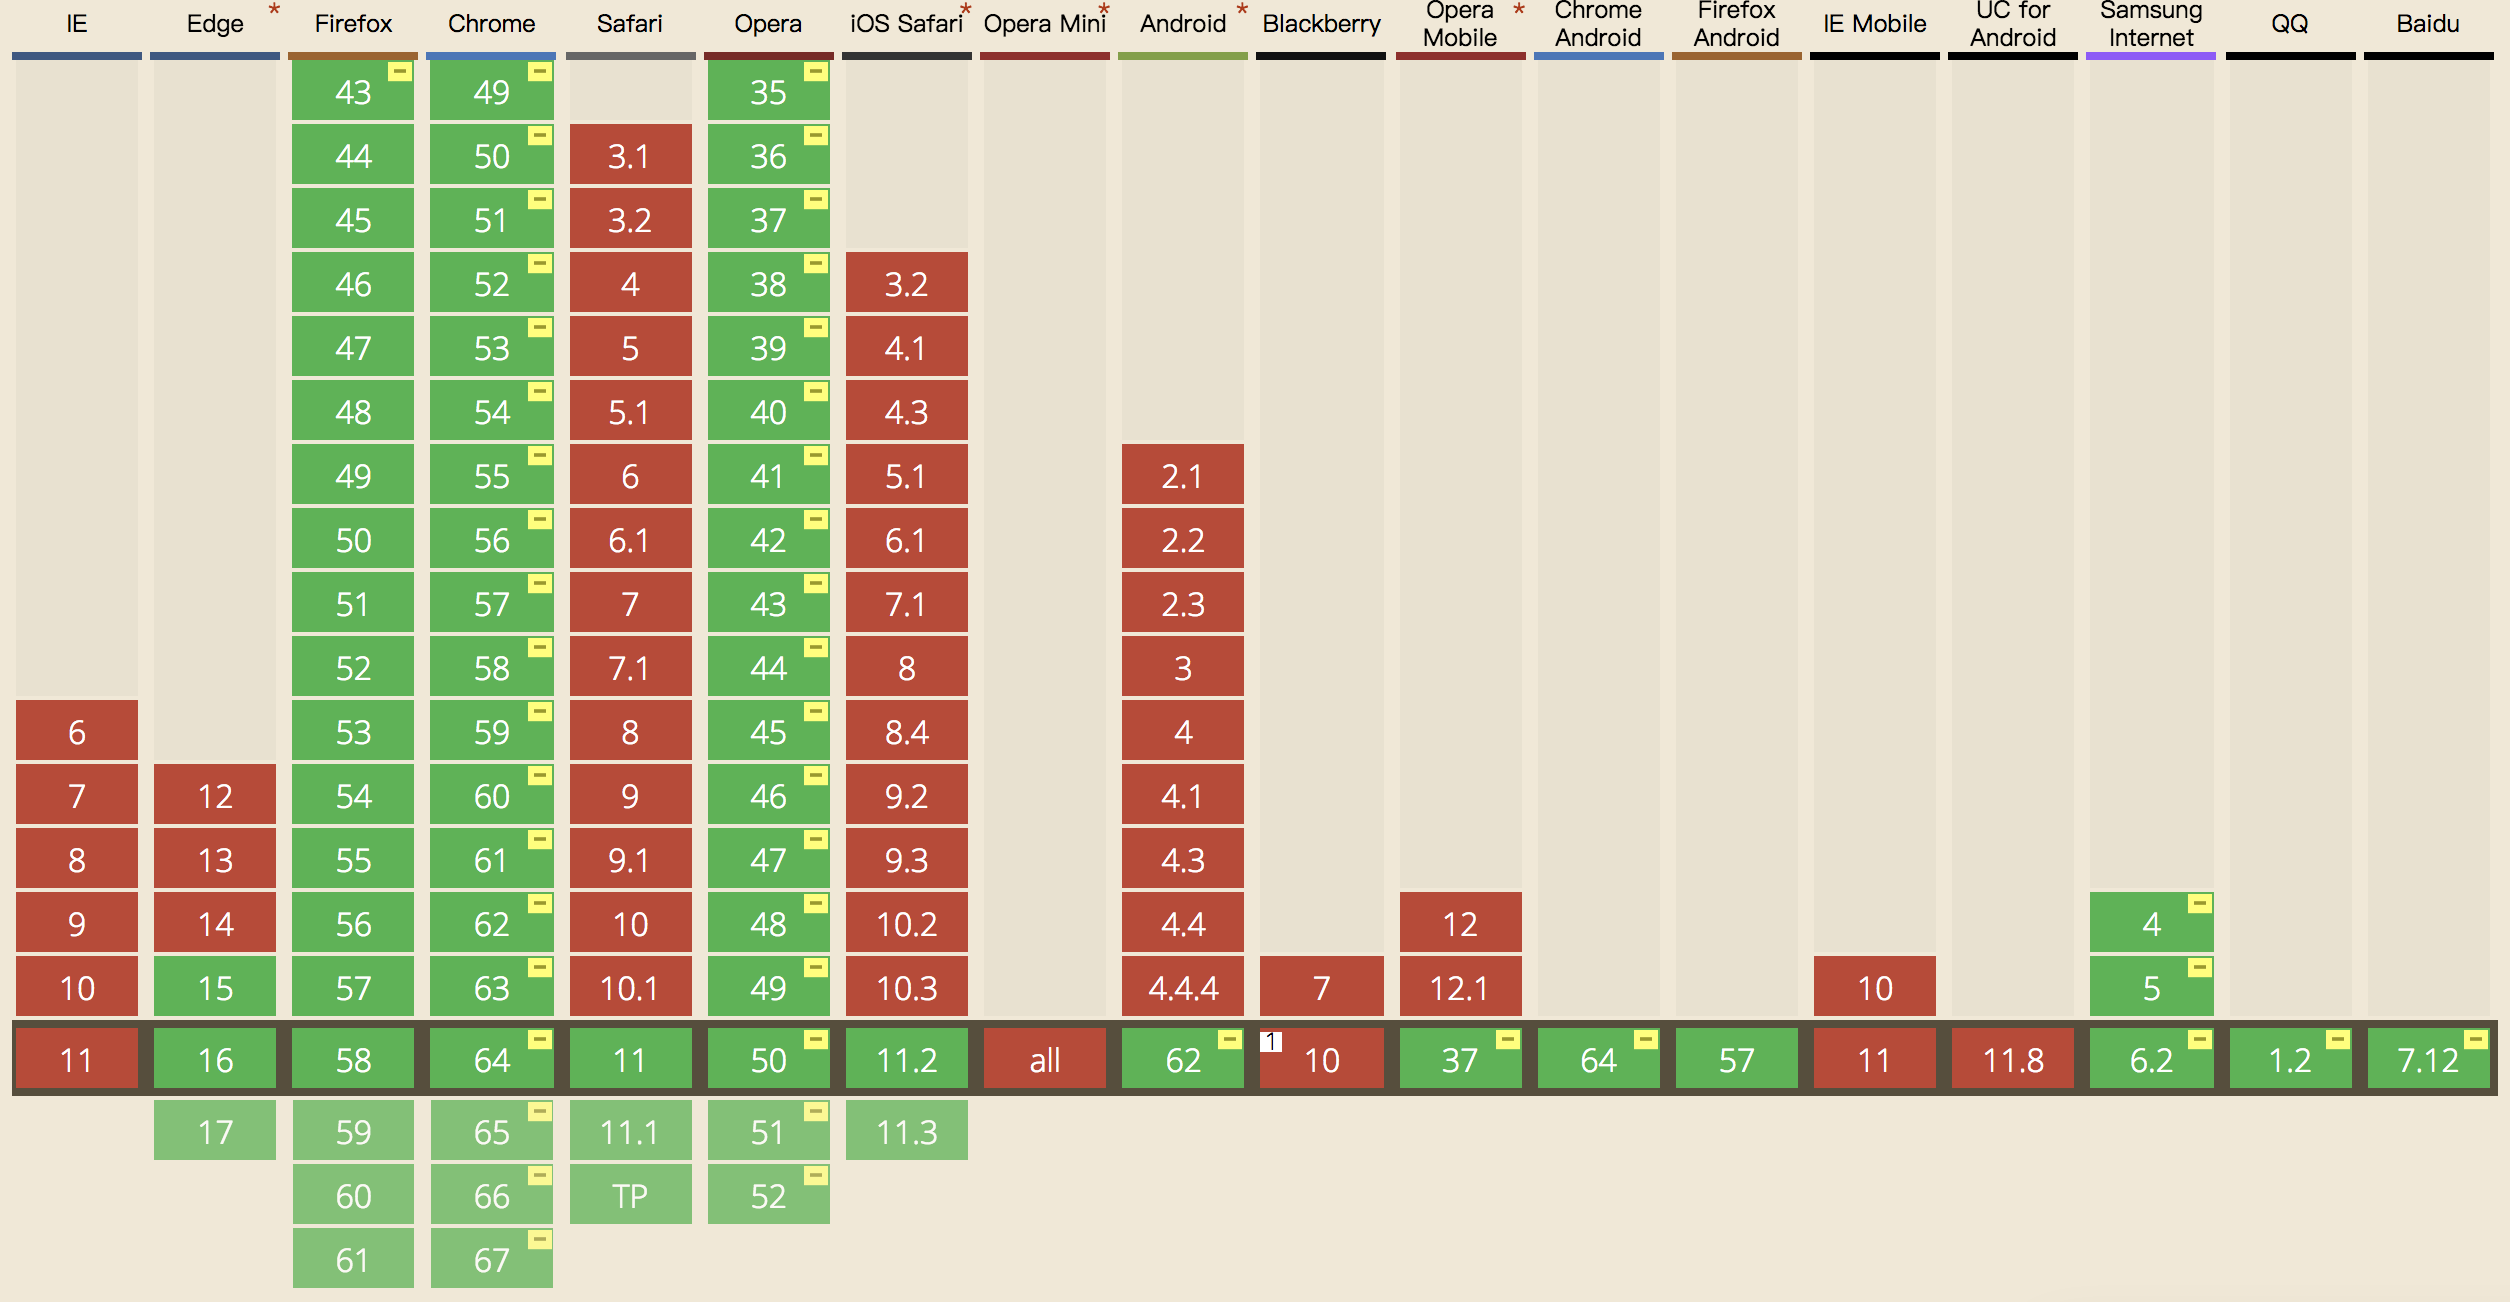 IE Edge * Firefox Chrome Safari Opera iOS Safari * Opera Mini * Android * Blackberry Opera Mobile * Chrome Android Firefox Android IE Mobile UC for Android Samsung Internet QQ Baidu
43 - 49 - 35 -
44 50 - 3.1 36 -
45 51 - 3.2 37 -
46 52 - 4 38 - 3.2
47 53 - 5 39 - 4.1
48 54 - 5.1 40 - 4.3
49 55 - 6 41 - 5.1 2.1
50 56 - 6.1 42 - 6.1 2.2
51 57 - 7 43 - 7.1 2.3
52 58 - 7.1 44 - 8 3
6 53 59 - 8 45 - 8.4 4
7 12 54 60 - 9 46 - 9.2 4.1
8 13 55 61 - 9.1 47 - 9.3 4.3
9 14 56 62 - 10 48 - 10.2 4.4 12 4 -
10 15 57 63 - 10.1 49 - 10.3 4.4.4 7 12.1 10 5 -
11 16 58 64 - 11 50 - 11.2 all 62 - 1 10 37 - 64 - 57 11 11.8 6.2 - 1.2 - 7.12 -
17 59 65 - 11.1 51 - 11.3
60 66 - TP 52 -
61 67 -